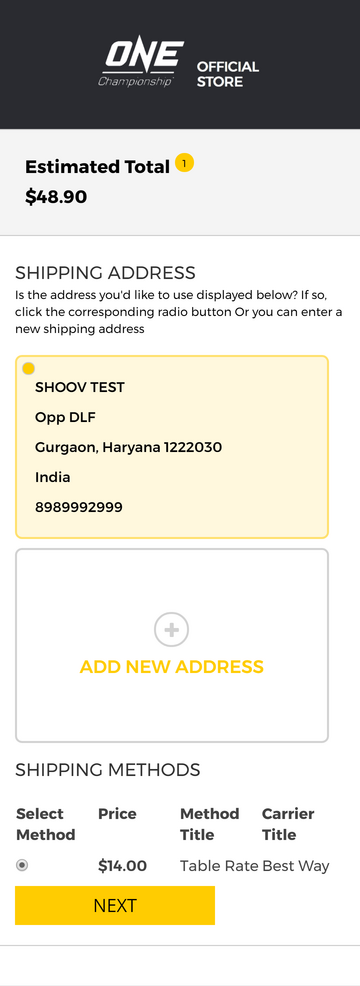 ONE
Championship
OFFICIAL
STORE
Estimated Total 1
$48.90
SHIPPING ADDRESS
Is the address you'd like to use displayed below? If so,
click the corresponding radio button Or you can enter a
new shipping address
SHOOV TEST
Opp DLF
Gurgaon, Haryana 1222030
India
8989992999
ADD NEW ADDRESS
SHIPPING METHODS
Select Method Price Method Title Carrier Title
$14.00 Table Rate Best Way
NEXT